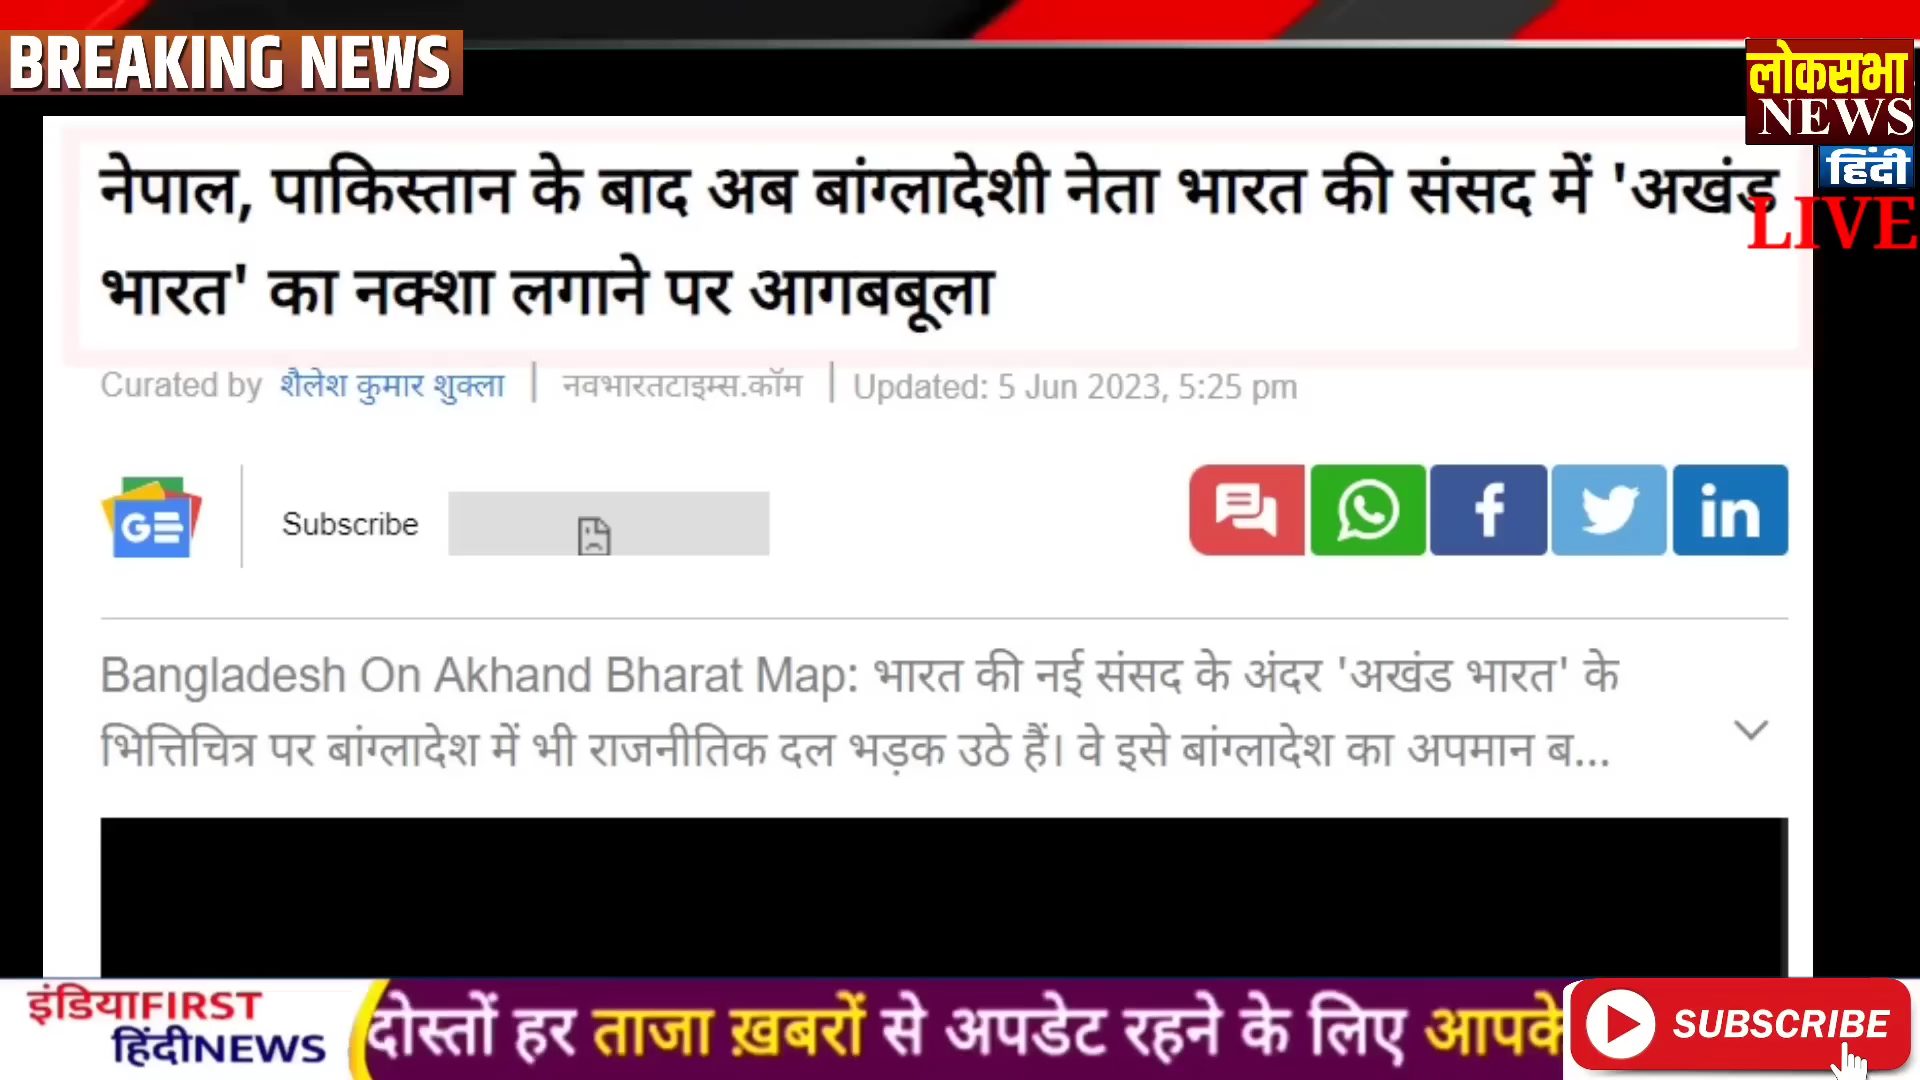 BREAKING NEWS
लोकसभा
NEWS
हिंदी
LIVE
नेपाल, पाकिस्तान के बाद अब बांग्लादेशी नेता भारत की संसद में 'अखंड
भारत' का नक्शा लगाने पर आगबबूला
Curated by शैलेश कुमार शुक्ला | नवभारतटाइम्स.कॉम | Updated: 5 Jun 2023, 5:25 pm
Subscribe
Bangladesh On Akhand Bharat Map: भारत की नई संसद के अंदर 'अखंड भारत' के
भित्तिचित्र पर बांग्लादेश में भी राजनीतिक दल भड़क उठे हैं। वे इसे बांग्लादेश का अपमान ब...
इंडियाFIRST
हिंदीNEWS
दोस्तों हर ताजा ख़बरों से अपडेट रहने के लिए आपके
SUBSCRIBE